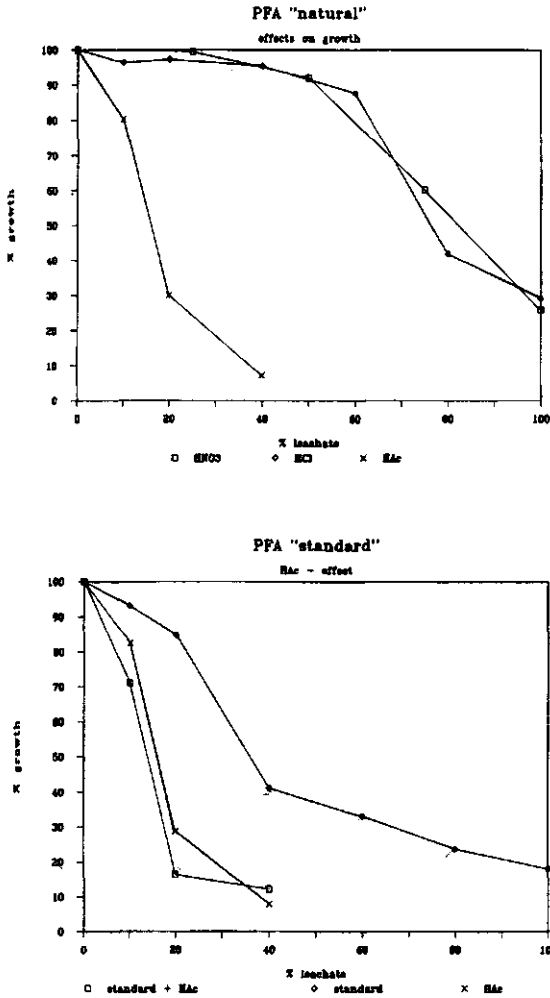 PFA "natural"
effects on growth
100
90
80
70
60
50
40
30
20
10
0
% growth
0 20 40 60 80 100
% leachate
HNO3 HCl HAc
PFA "standard"
HAc - effect
100
90
80
70
60
50
40
30
20
10
0
% growth
0 20 40 60 80 100
% leachate
standard + HAc standard HAc